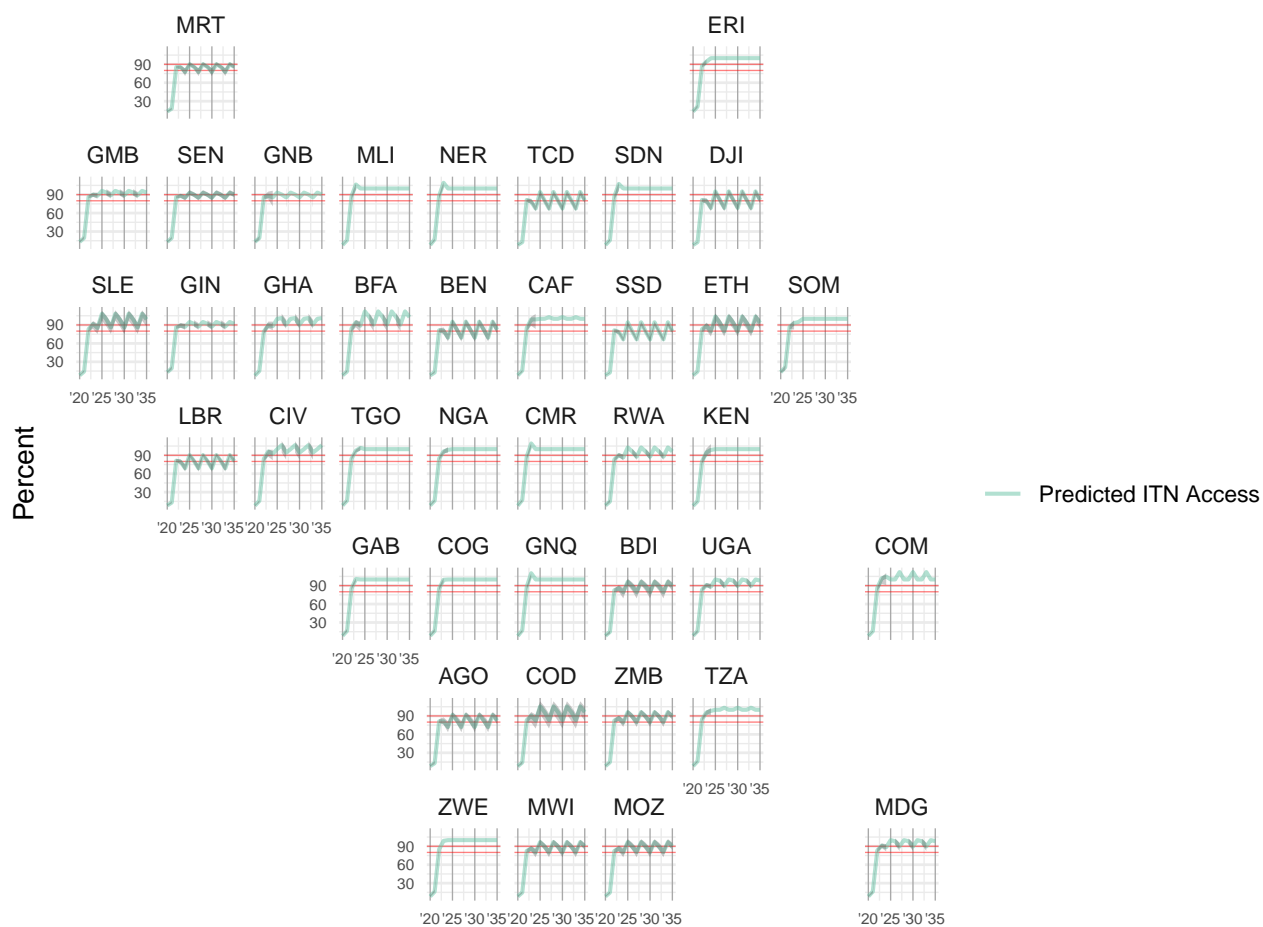 MRT ERI
90
60
30
GMB SEN GNB MLI NER TCD SDN DJI
90
60
30
SLE GIN GHA BFA BEN CAF SSD ETH SOM
90
60
30
'20 '25 '30 '35 '20 '25 '30 '35
LBR CIV TGO NGA CMR RWA KEN
90
60
30
Percent
Predicted ITN Access
'20 '25 '30 '35 '20 '25 '30 '35
GAB COG GNQ BDI UGA COM
90
60
30
'20 '25 '30 '35
AGO COD ZMB TZA
90
60
30
'20 '25 '30 '35
ZWE MWI MOZ MDG
90
60
30
'20 '25 '30 '35 '20 '25 '30 '35 '20 '25 '30 '35 '20 '25 '30 '35